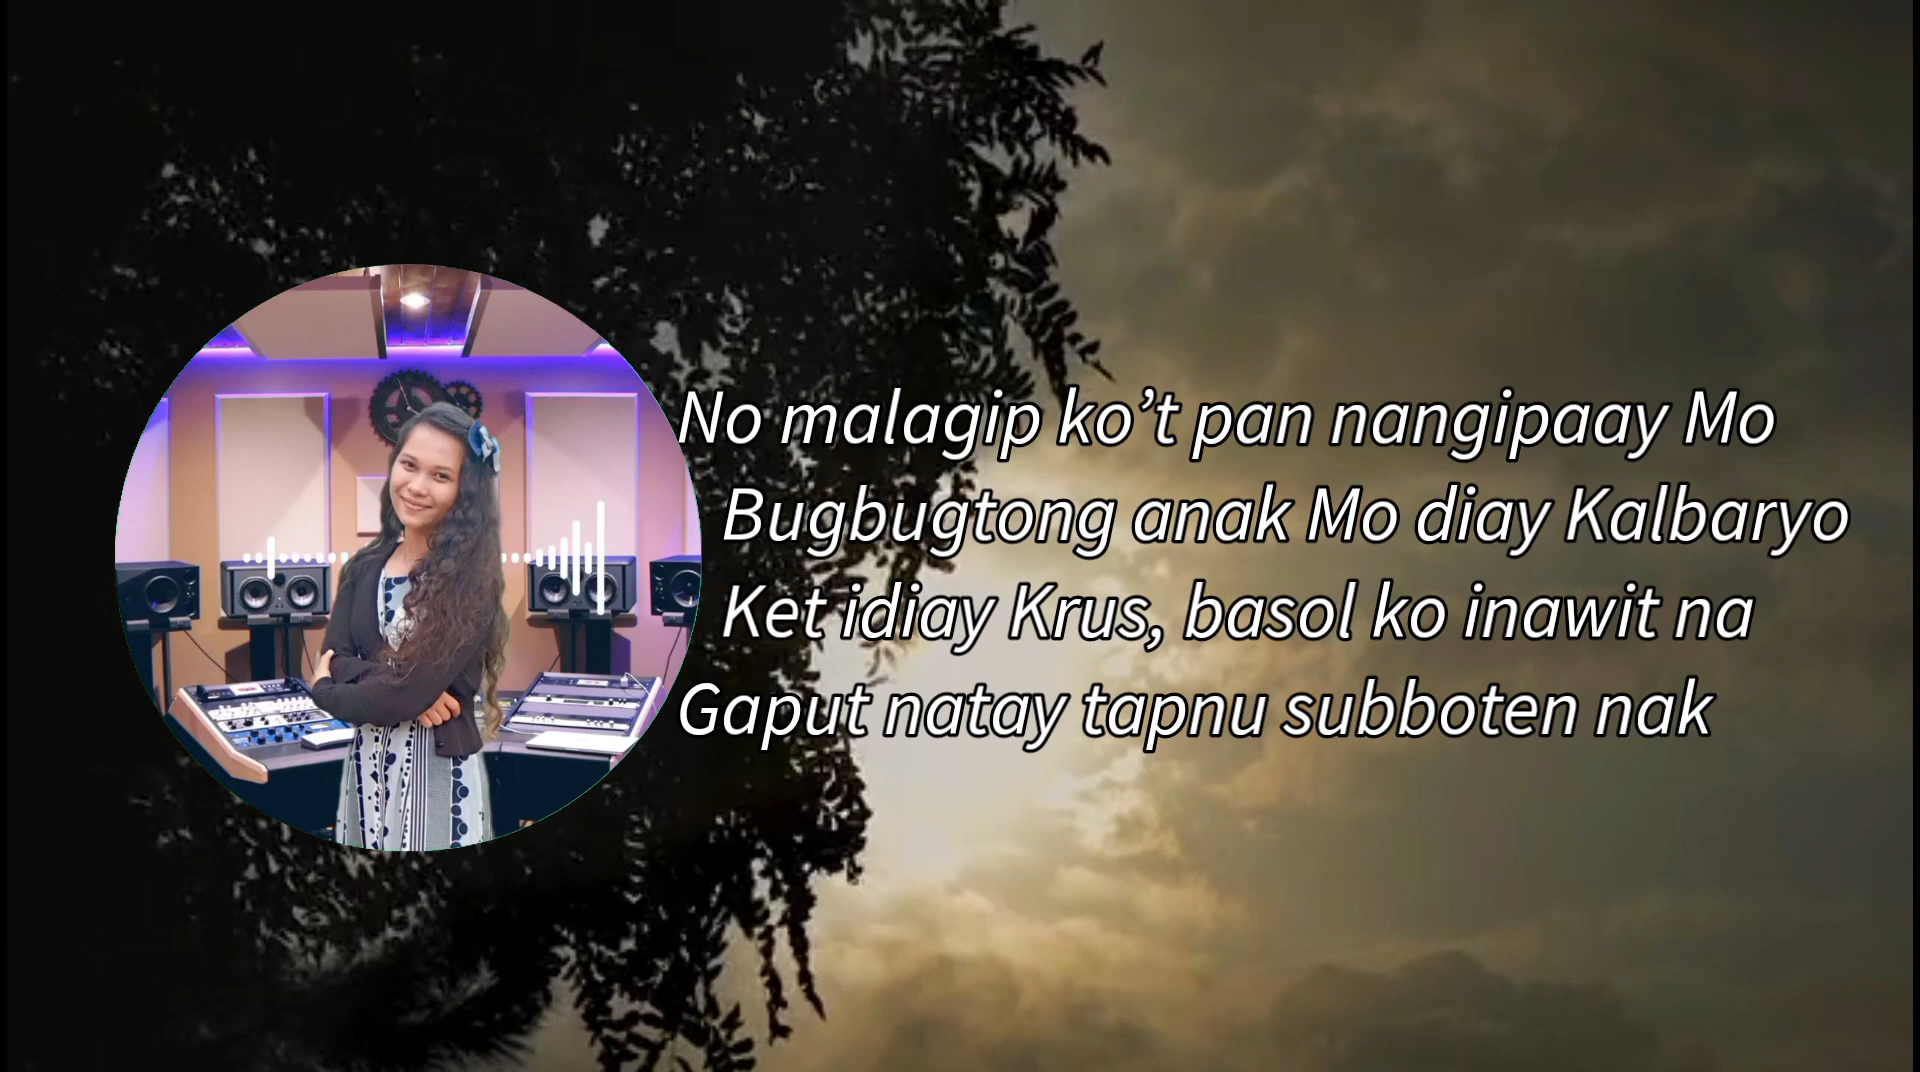 No malagip ko’t pan nangipaay Mo
Bugbugtong anak Mo diay Kalbaryo
Ket idiay Krus, basol ko inawit na
Gaput natay tapnu subboten nak